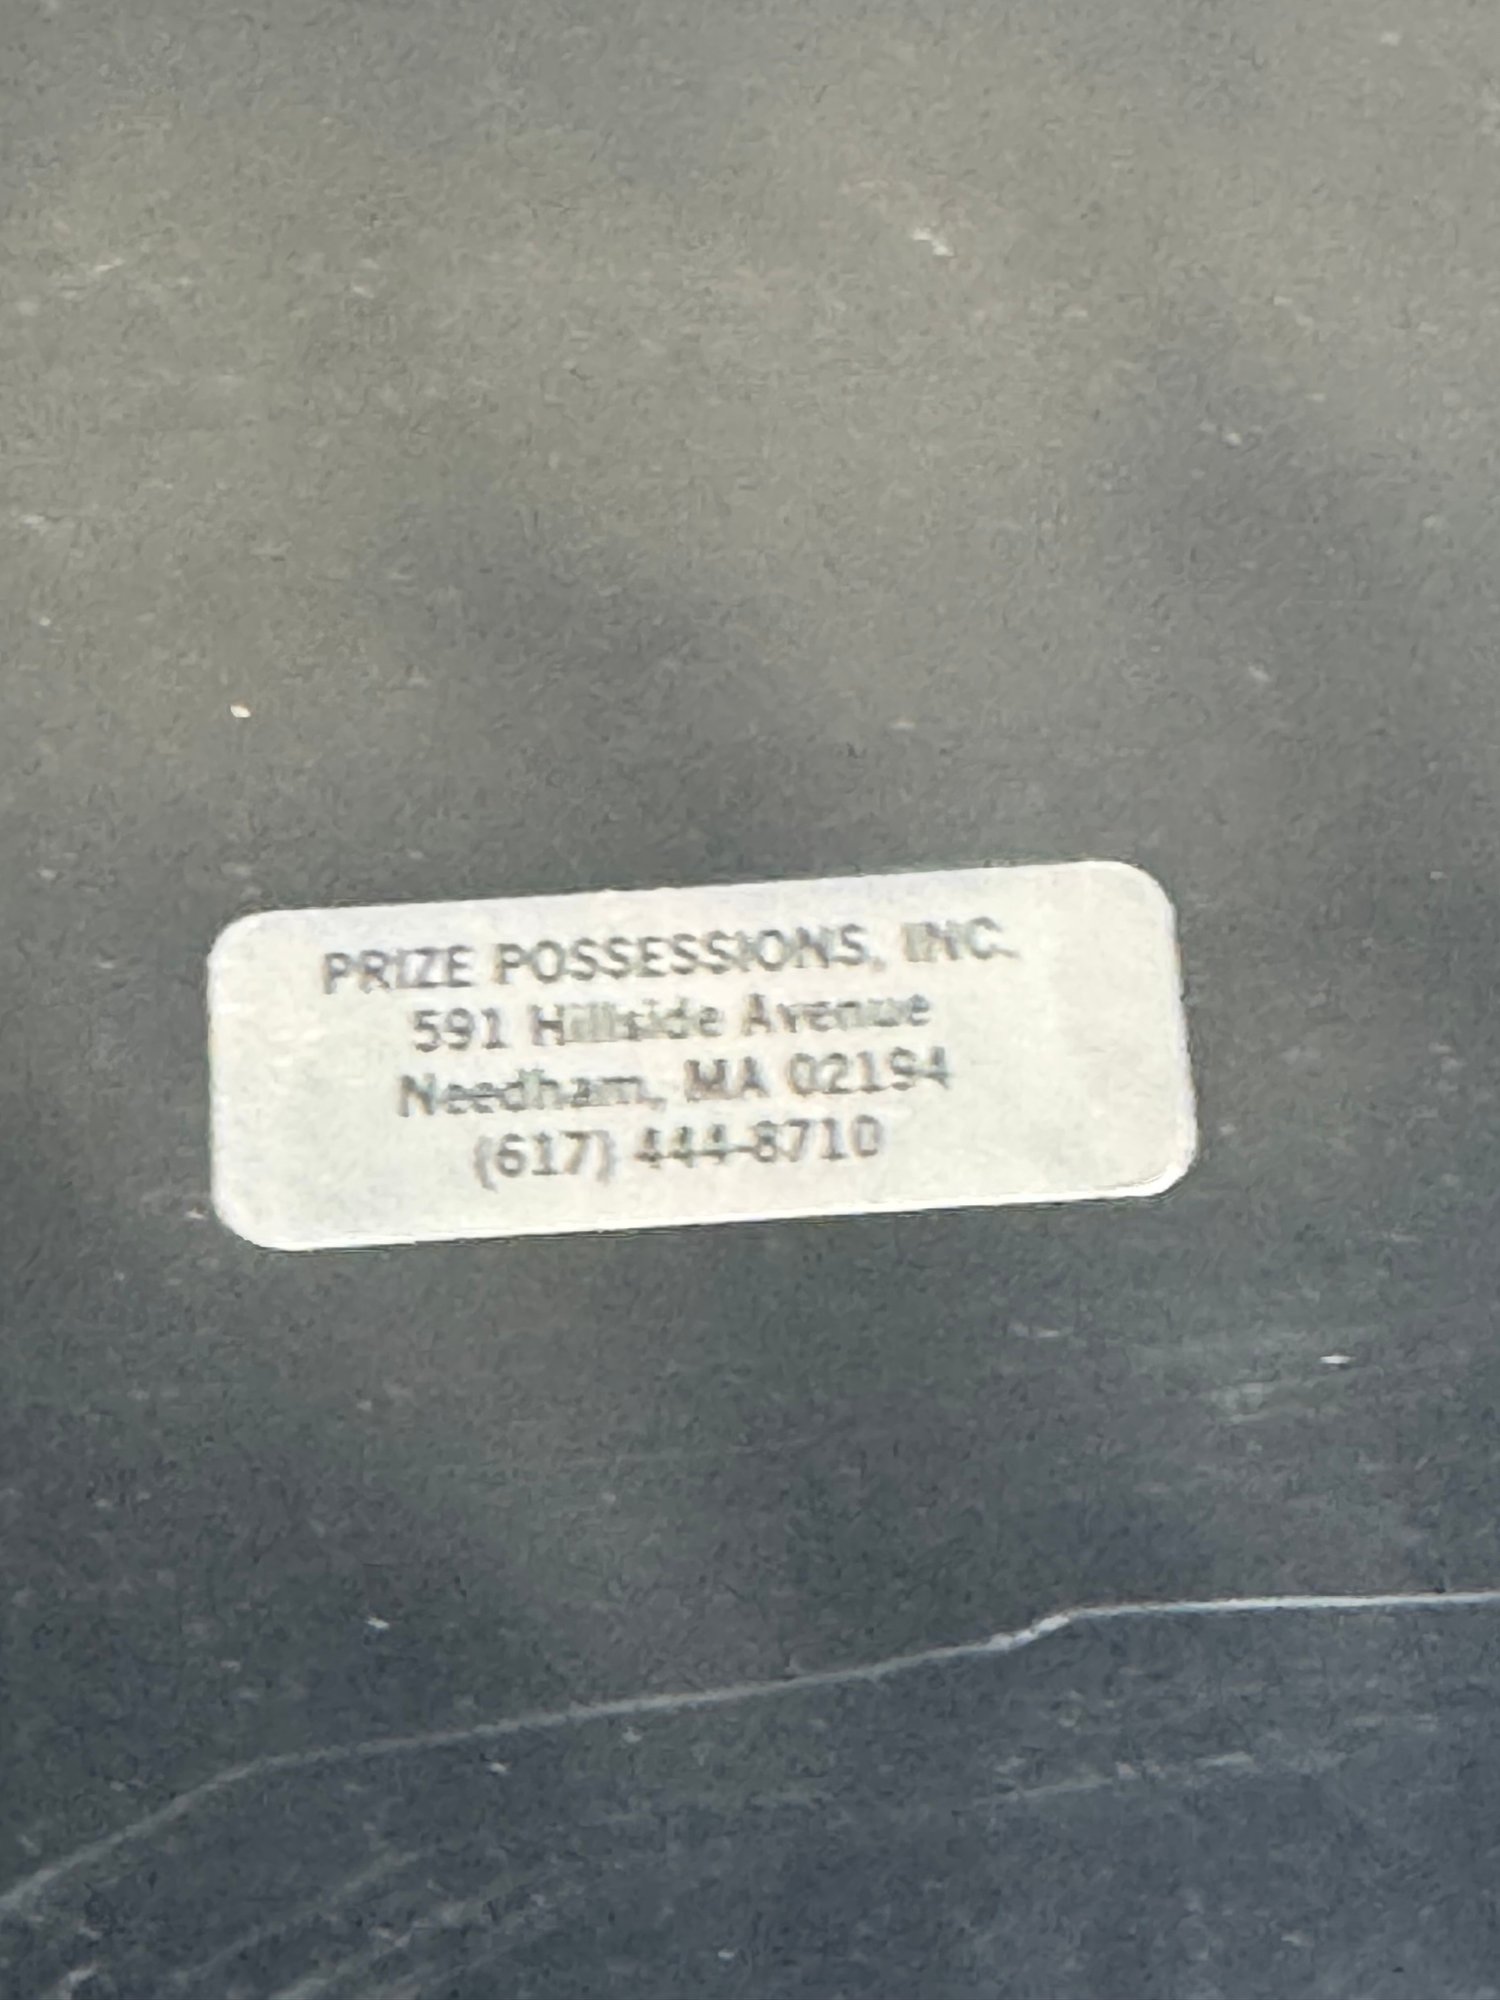 PRIZE POSSESSIONS, INC.
591 Hillside Avenue
Needham, MA 02194
(617) 444-8710